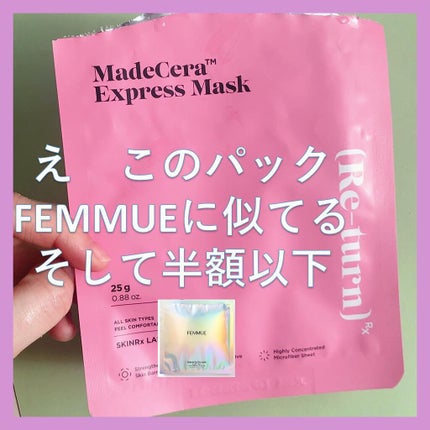 MadeCera™
Express Mask
え このパック
FEMMUEに似てる
そして半額以下
(Re-turn)Rx
25 g
0.88 oz.
ALL SKIN TYPES
SKINRx LA
FEMMUE
Highly Concentrated
Microfiber Sheet